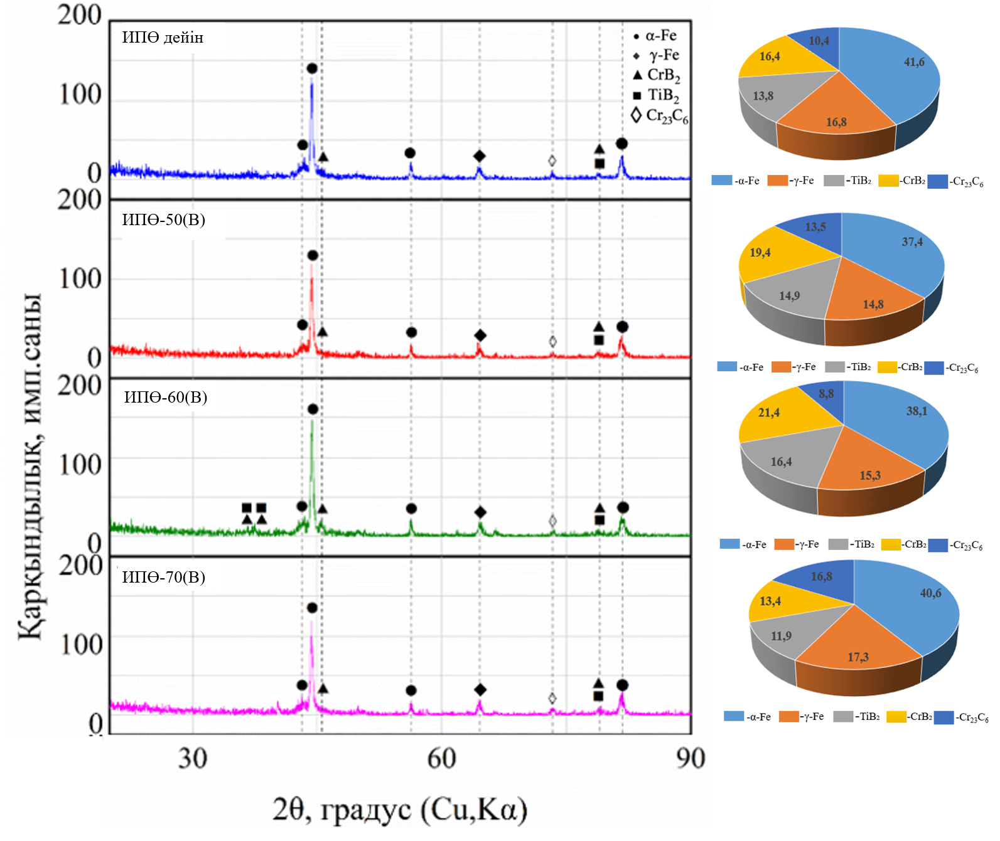 Қарқындылық, имп.саны
200
100
0
ИПӨ дейін
α-Fe
γ-Fe
CrB2
TiB2
Cr23C6
200
100
0
ИПӨ-50(В)
200
100
0
ИПӨ-60(В)
200
100
0
ИПӨ-70(В)
30 60 90
2θ, градус (Cu,Kα)
10,4
16,4
41,6
13,8
16,8
-α-Fe -γ-Fe -TiB2 -CrB2 -Cr23C6
13,5
37,4
19,4
14,9
14,8
-α-Fe -γ-Fe -TiB2 -CrB2 -Cr23C6
8,8
38,1
21,4
16,4
15,3
-α-Fe -γ-Fe -TiB2 -CrB2 -Cr23C6
16,8
40,6
13,4
11,9
17,3
-α-Fe -γ-Fe -TiB2 -CrB2 -Cr23C6